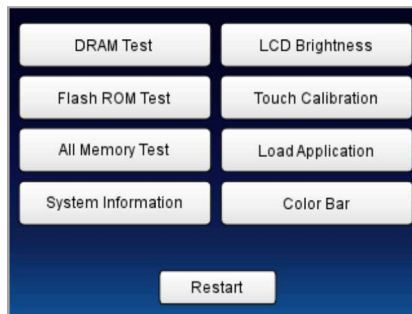 DRAM Test
LCD Brightness
Flash ROM Test
Touch Calibration
All Memory Test
Load Application
System Information
Color Bar
Restart